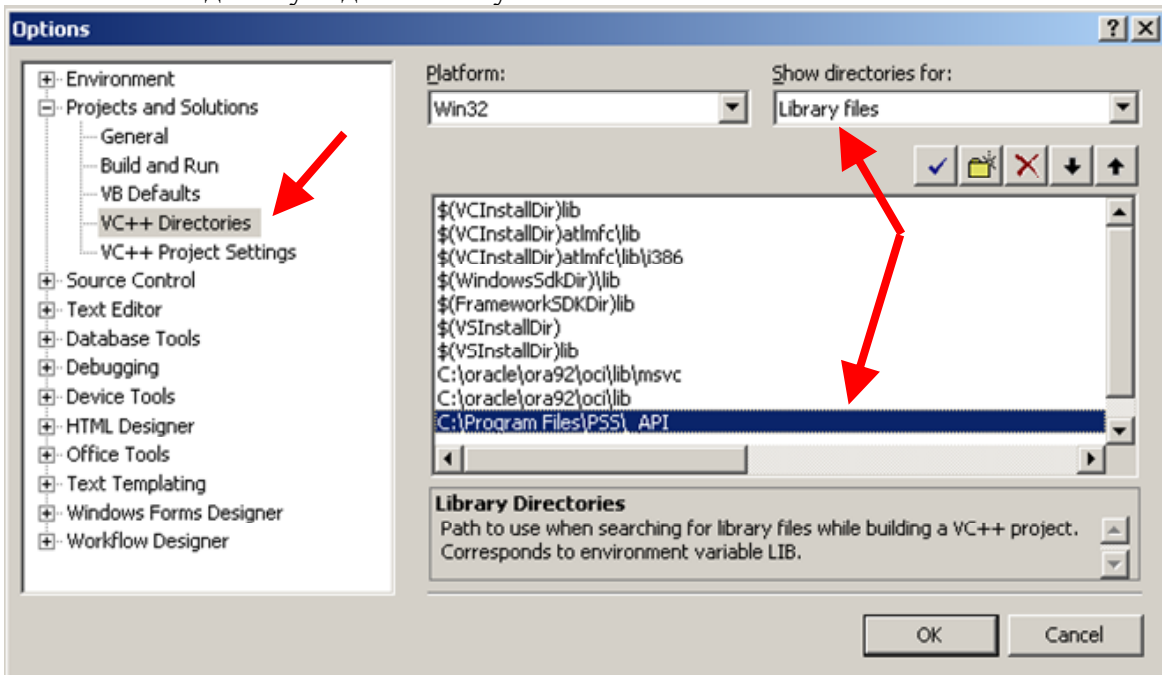 Options
Environment
Projects and Solutions
General
Build and Run
VB Defaults
VC++ Directories
VC++ Project Settings
Source Control
Text Editor
Database Tools
Debugging
Device Tools
HTML Designer
Office Tools
Text Templating
Windows Forms Designer
Workflow Designer
Platform:
Win32
Show directories for:
Library files
$(VCInstallDir)lib
$(VCInstallDir)atlmfc\lib
$(VCInstallDir)atlmfc\lib\i386
$(WindowsSdkDir)\lib
$(FrameworkSDKDir)lib
$(VSInstallDir)
$(VSInstallDir)lib
C:\oracle\ora92\oci\lib\msvc
C:\oracle\ora92\oci\lib
C:\Program Files\PSS\_API
Library Directories
Path to use when searching for library files while building a VC++ project.
Corresponds to environment variable LIB.
OK
Cancel